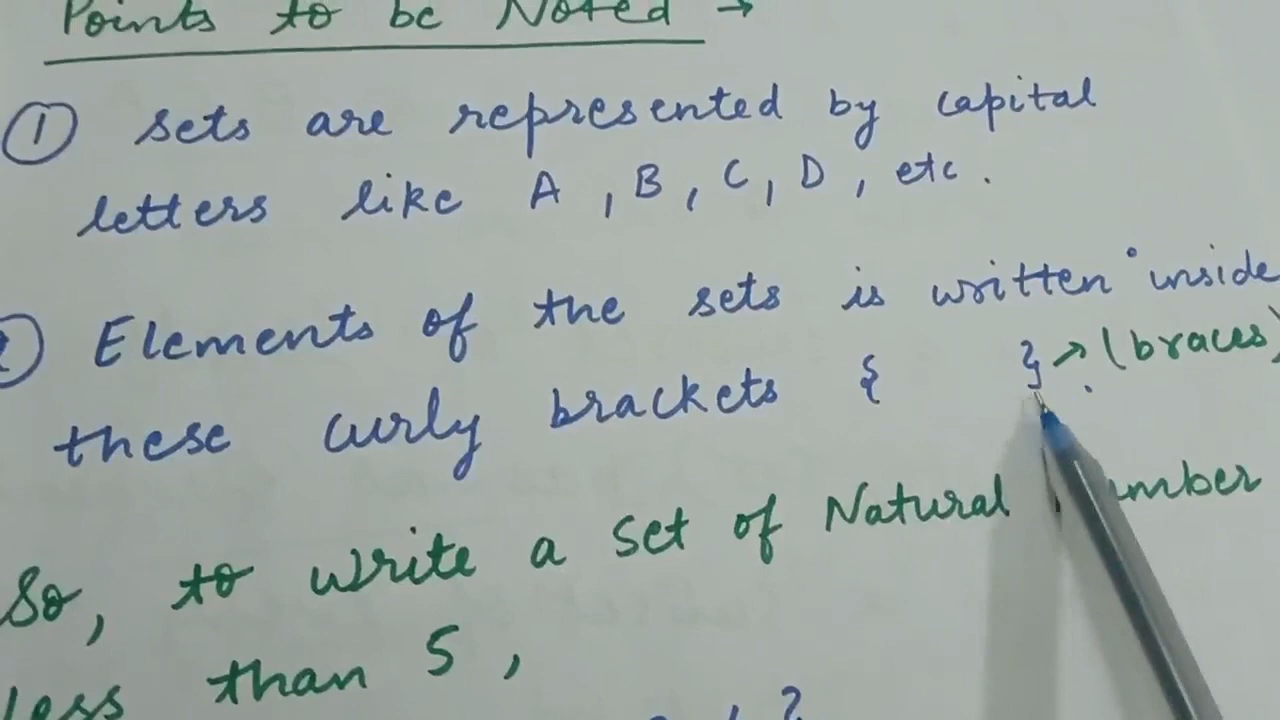 Points to be Noted →
① sets are represented by capital
letters like A, B, C, D, etc.
② Elements of the sets is written inside
these curly brackets { } → (braces).
So, to write a set of Natural
less than 5,